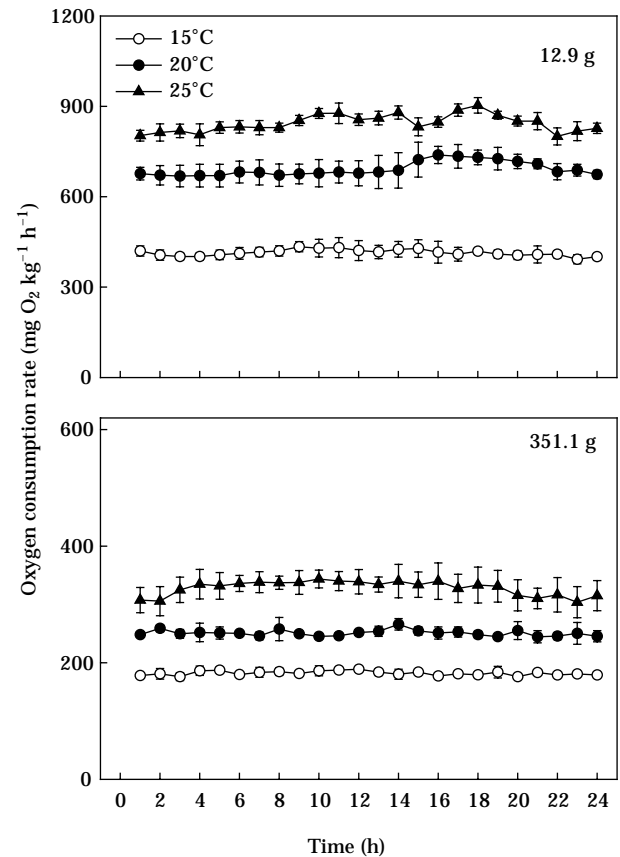 1200
15°C
20°C
25°C
12.9 g
900
600
300
0
Oxygen consumption rate (mg O₂ kg⁻¹ h⁻¹)
600
351.1 g
400
200
0
0 2 4 6 8 10 12 14 16 18 20 22 24
Time (h)